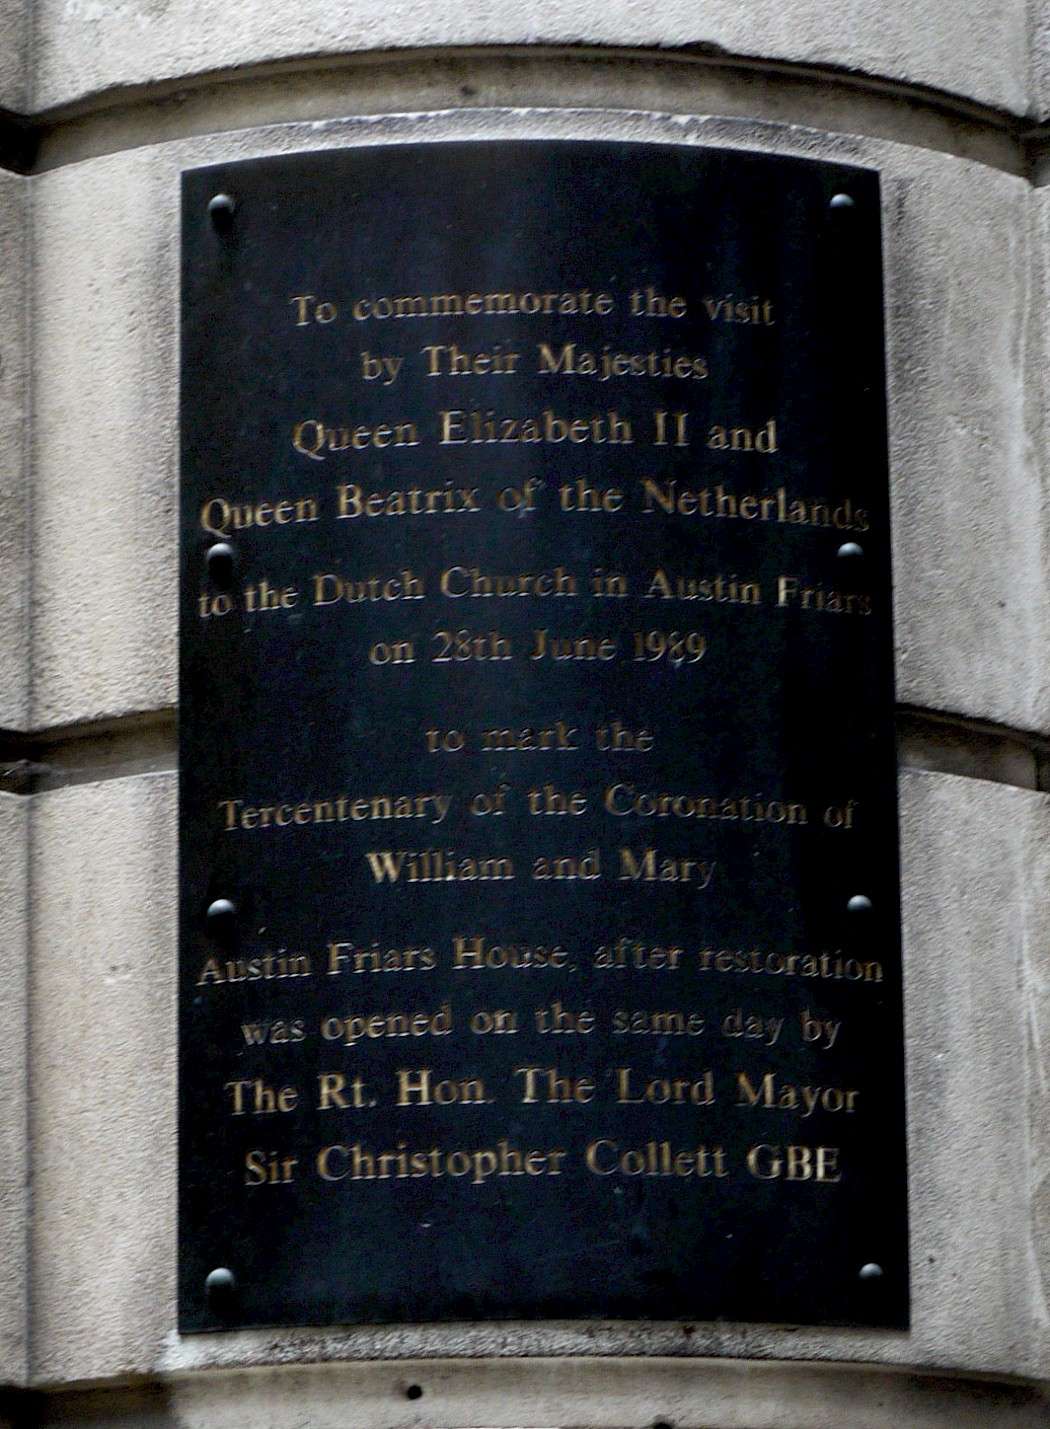 To commemorate the visit
by Their Majesties
Queen Elizabeth II and
Queen Beatrix of the Netherlands
to the Dutch Church in Austin Friars
on 28th June 1989
to mark the
Tercentenary of the Coronation of
William and Mary
Austin Friars House, after restoration
was opened on the same day by
The Rt. Hon. The Lord Mayor
Sir Christopher Collett GBE